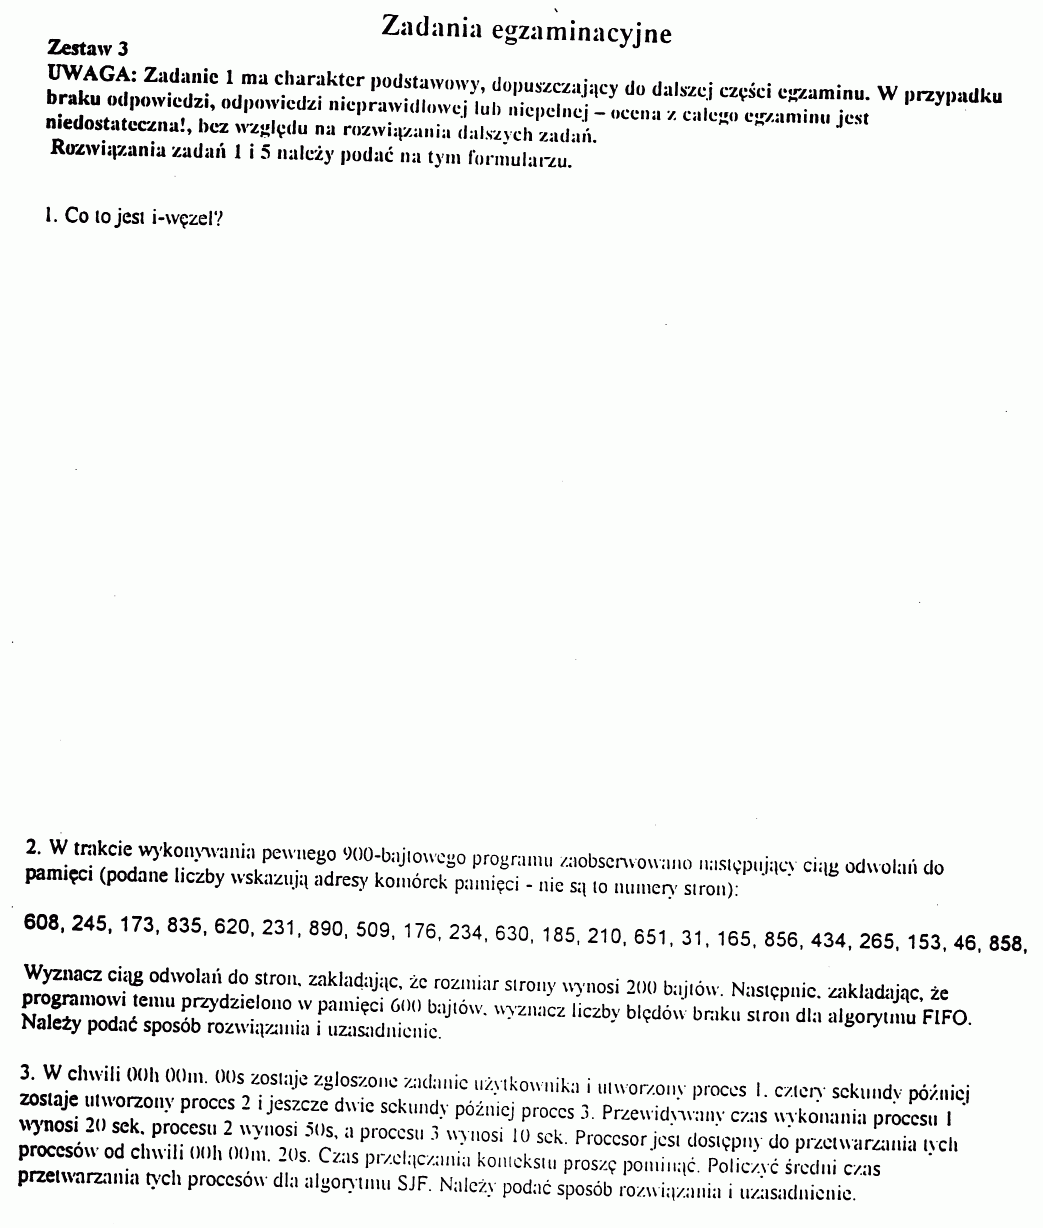 Zadania egzaminacyjne
Zestaw 3
UWAGA: Zadanie 1 ma charakter podstawowy, dopuszczający do dalszej części egzaminu. W przypadku
braku odpowiedzi, odpowiedzi nieprawidłowej lub niepełnej – ocena z całego egzaminu jest
niedostateczna!, bez względu na rozwiązania dalszych zadań.
Rozwiązania zadań 1 i 5 należy podać na tym formularzu.
1. Co to jest i-węzeł?
2. W trakcie wykonywania pewnego 900-bajtowego programu zaobserwowano następujący ciąg odwołań do
pamięci (podane liczby wskazują adresy komórek pamięci - nie są to numery stron):
608, 245, 173, 835, 620, 231, 890, 509, 176, 234, 630, 185, 210, 651, 31, 165, 856, 434, 265, 153, 46, 858,
Wyznacz ciąg odwołań do stron, zakładając, że rozmiar strony wynosi 200 bajtów. Następnie, zakładając, że
programowi temu przydzielono w pamięci 600 bajtów, wyznacz liczby błędów braku stron dla algorytmu FIFO.
Należy podać sposób rozwiązania i uzasadnienie.
3. W chwili 00h 00m. 00s zostaje zgłoszone zadanie użytkownika i utworzony proces 1, cztery sekundy później
zostaje utworzony proces 2 i jeszcze dwie sekundy później proces 3. Przewidywany czas wykonania procesu 1
wynosi 20 sek, procesu 2 wynosi 50s, a procesu 3 wynosi 10 sek. Procesor jest dostępny do przetwarzania tych
procesów od chwili 00h 00m. 20s. Czas przełączania kontekstu proszę pominąć. Policzyć średni czas
przetwarzania tych procesów dla algorytmu SJF. Należy podać sposób rozwiązania i uzasadnienie.